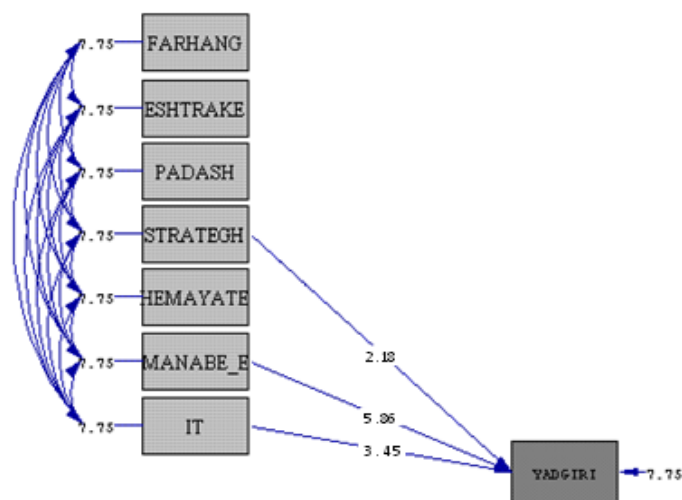 7.75 FARHANG
7.75 ESHTRAKE
7.75 PADASH
7.75 STRATEGH
7.75 HEMAYATE
2.18
7.75 MANABE_E
5.86
7.75 IT
3.45
YADGIRI 7.75